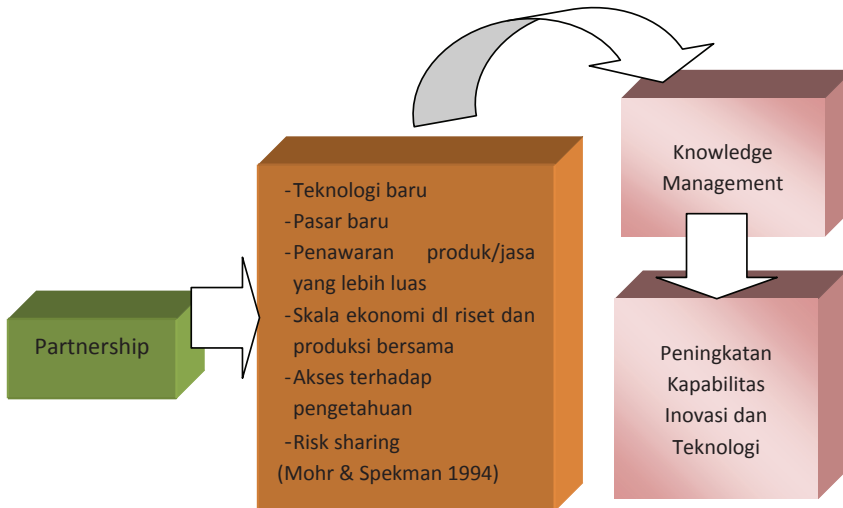 Partnership
-Teknologi baru
-Pasar baru
-Penawaran produk/jasa
yang lebih luas
-Skala ekonomi dl riset dan
produksi bersama
-Akses terhadap
pengetahuan
-Risk sharing
(Mohr & Spekman 1994)
Knowledge
Management
Peningkatan
Kapabilitas
Inovasi dan
Teknologi